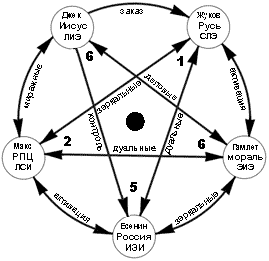 Джек
Иисус
ЛИЭ
заказ
Жуков
Русь
СЛЭ
6
1
деловые
зеркальные
миражные
активация
контроль
дуальные
Макс
РПЦ
ЛСИ
2
дуальные
6
Гамлет
мораль
ЭИЭ
5
активация
зеркальные
Есенин
Россия
ИЭИ